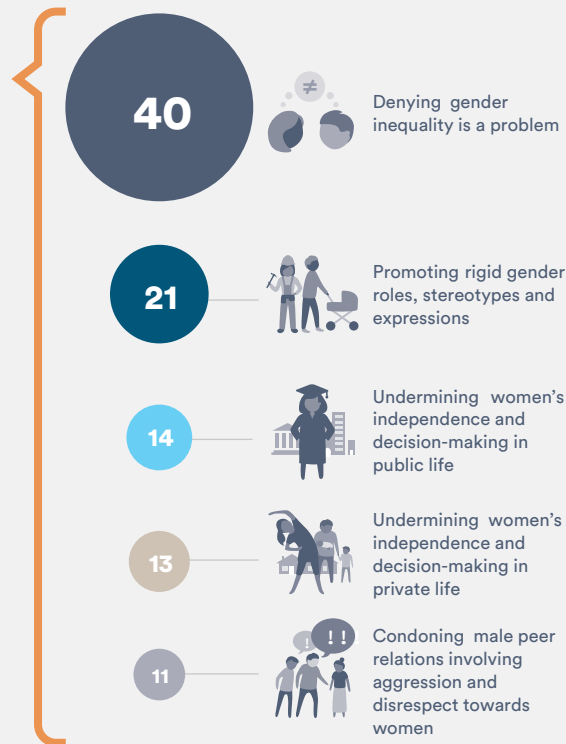 40
≠
Denying gender
inequality is a problem
21
Promoting rigid gender
roles, stereotypes and
expressions
14
Undermining women’s
independence and
decision-making in
public life
13
Undermining women’s
independence and
decision-making in
private life
11
! !!
Condoning male peer
relations involving
aggression and
disrespect towards
women